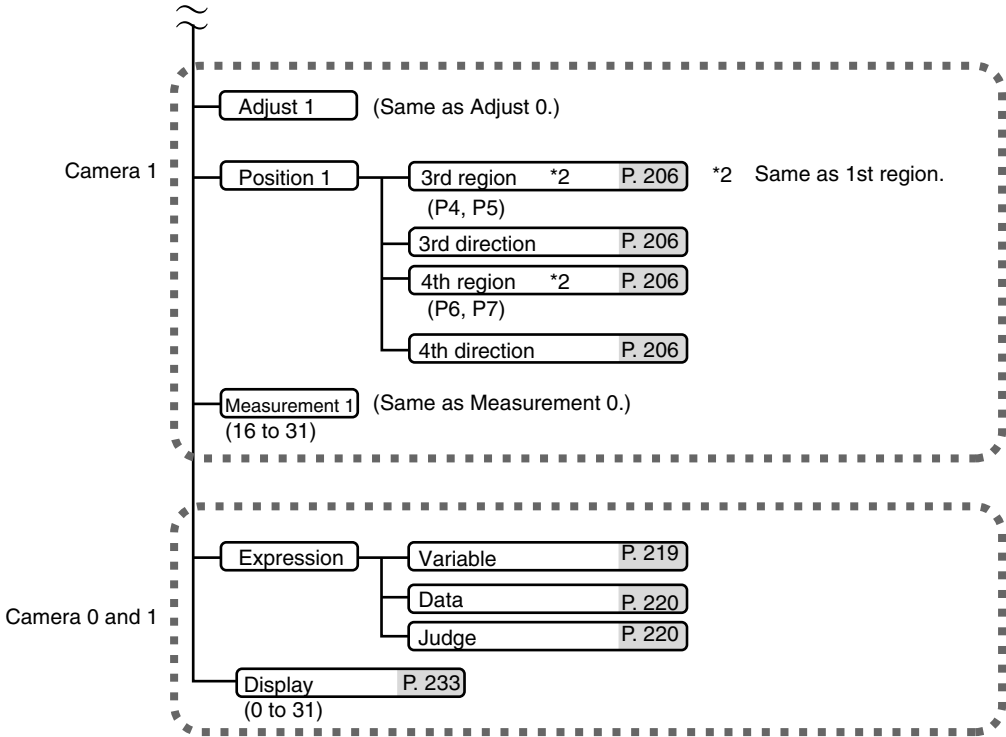 Adjust 1 (Same as Adjust 0.)
Camera 1
Position 1 3rd region *2 P. 206 *2 Same as 1st region.
(P4, P5)
3rd direction P. 206
4th region *2 P. 206
(P6, P7)
4th direction P. 206
Measurement 1 (Same as Measurement 0.)
(16 to 31)
Expression Variable P. 219
Data P. 220
Camera 0 and 1
Judge P. 220
Display P. 233
(0 to 31)